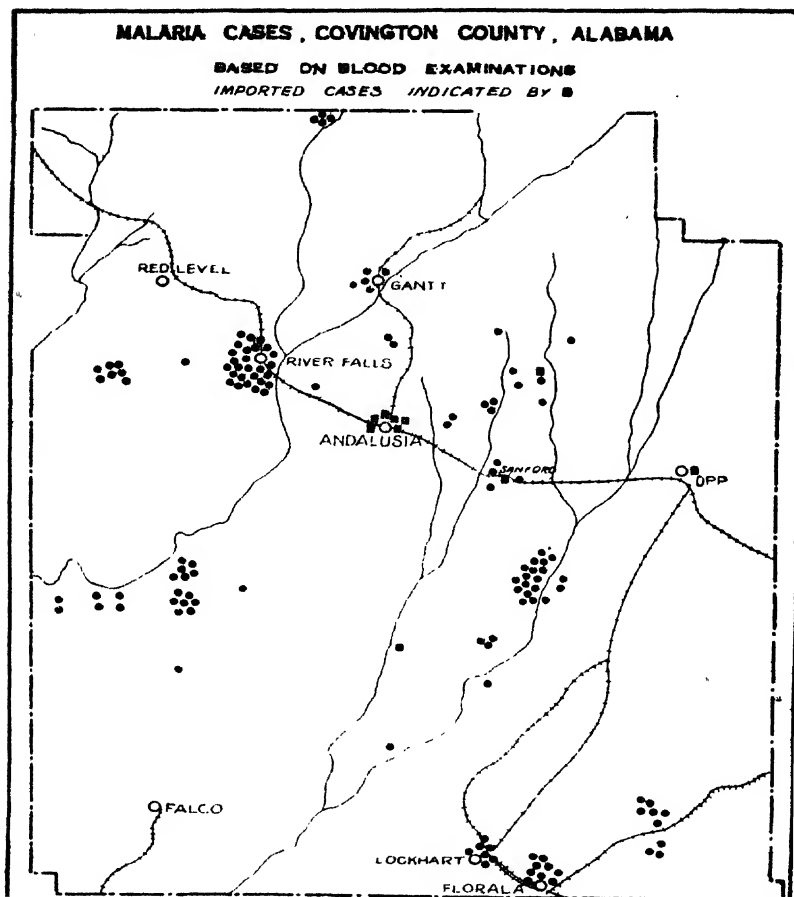 MALARIA CASES, COVINGTON COUNTY, ALABAMA
BASED ON BLOOD EXAMINATIONS
IMPORTED CASES INDICATED BY ■
RED LEVEL
GANTT
RIVER FALLS
ANDALUSIA
SANFORD
OPP
FALCO
LOCKHART
FLORALA